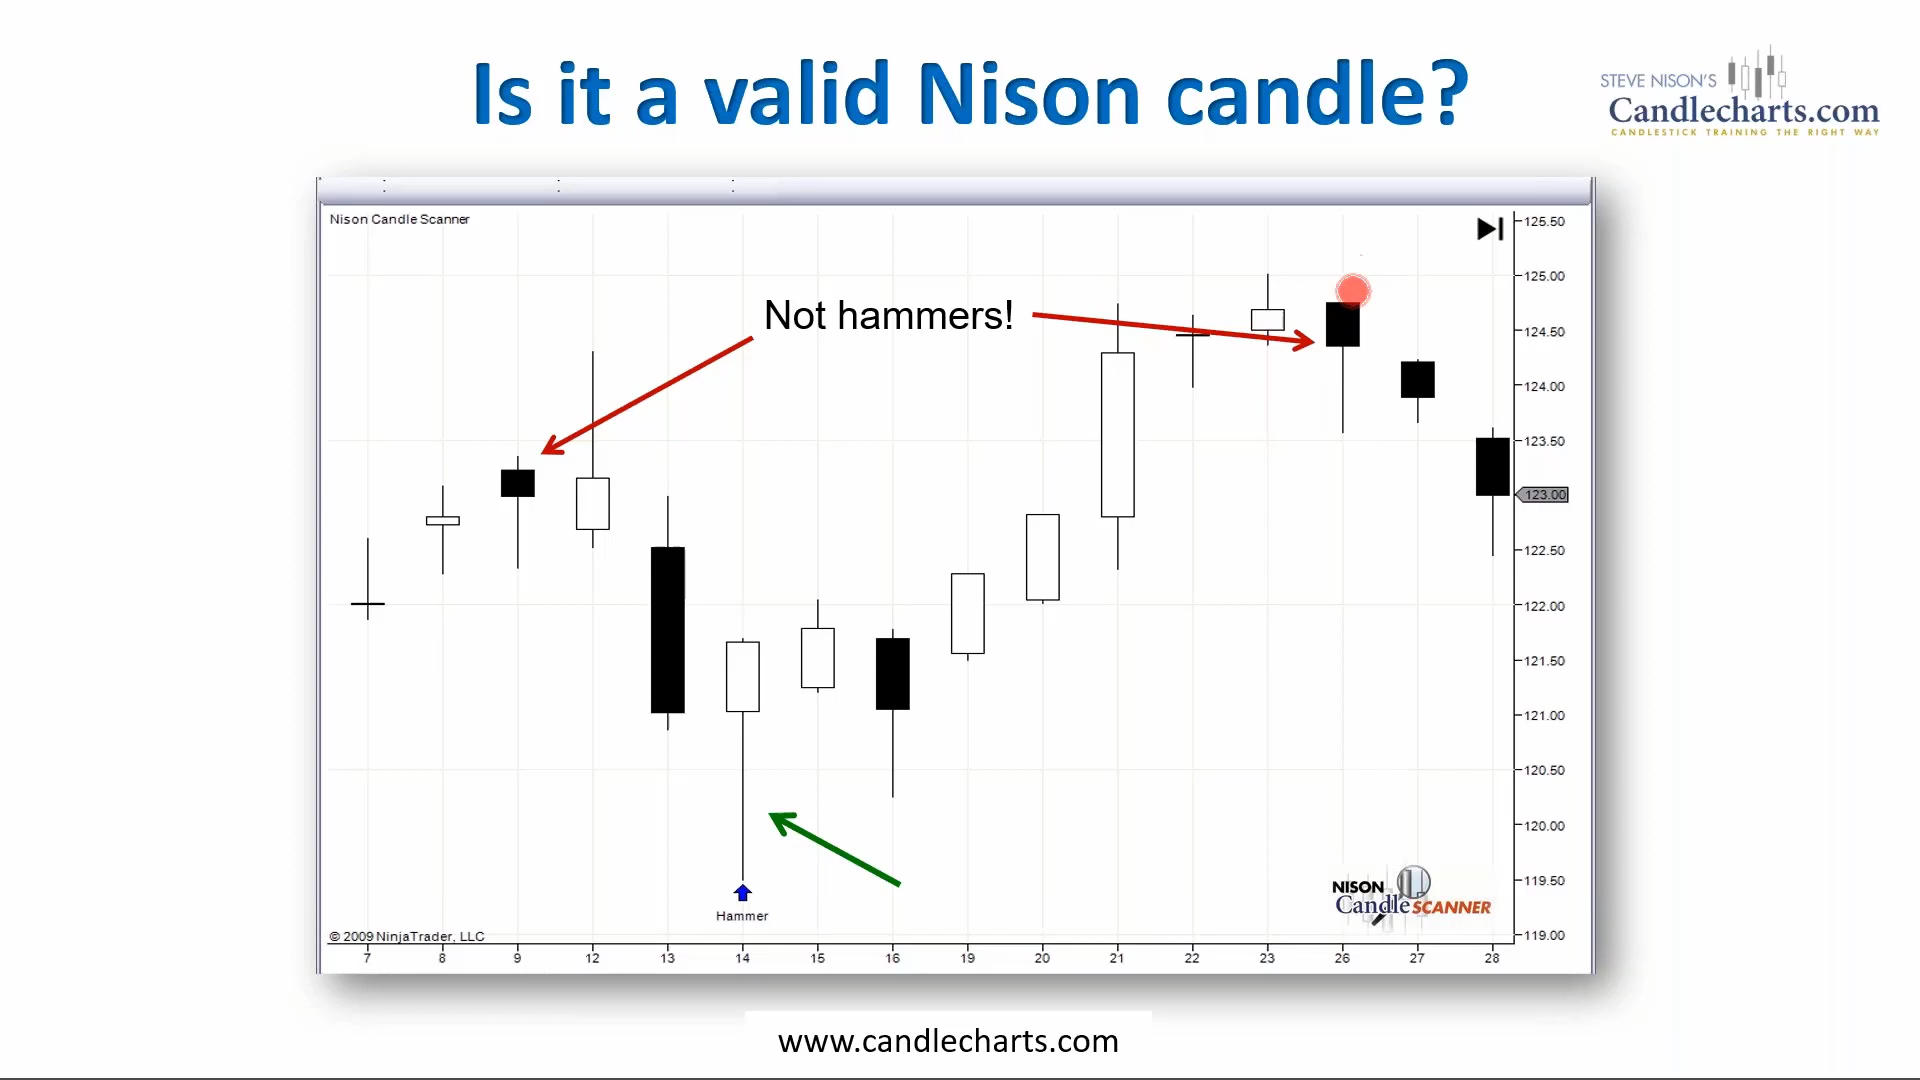 Is it a valid Nison candle?
STEVE NISON'S
Candlecharts.com
CANDLESTICK TRAINING THE RIGHT WAY
Nison Candle Scanner
125.50
125.00
124.50
124.00
123.50
123.00
122.50
122.00
121.50
121.00
120.50
120.00
119.50
119.00
Not hammers!
Hammer
NISON
CandleSCANNER
© 2009 NinjaTrader, LLC
7 8 9 12 13 14 15 16 19 20 21 22 23 26 27 28
www.candlecharts.com